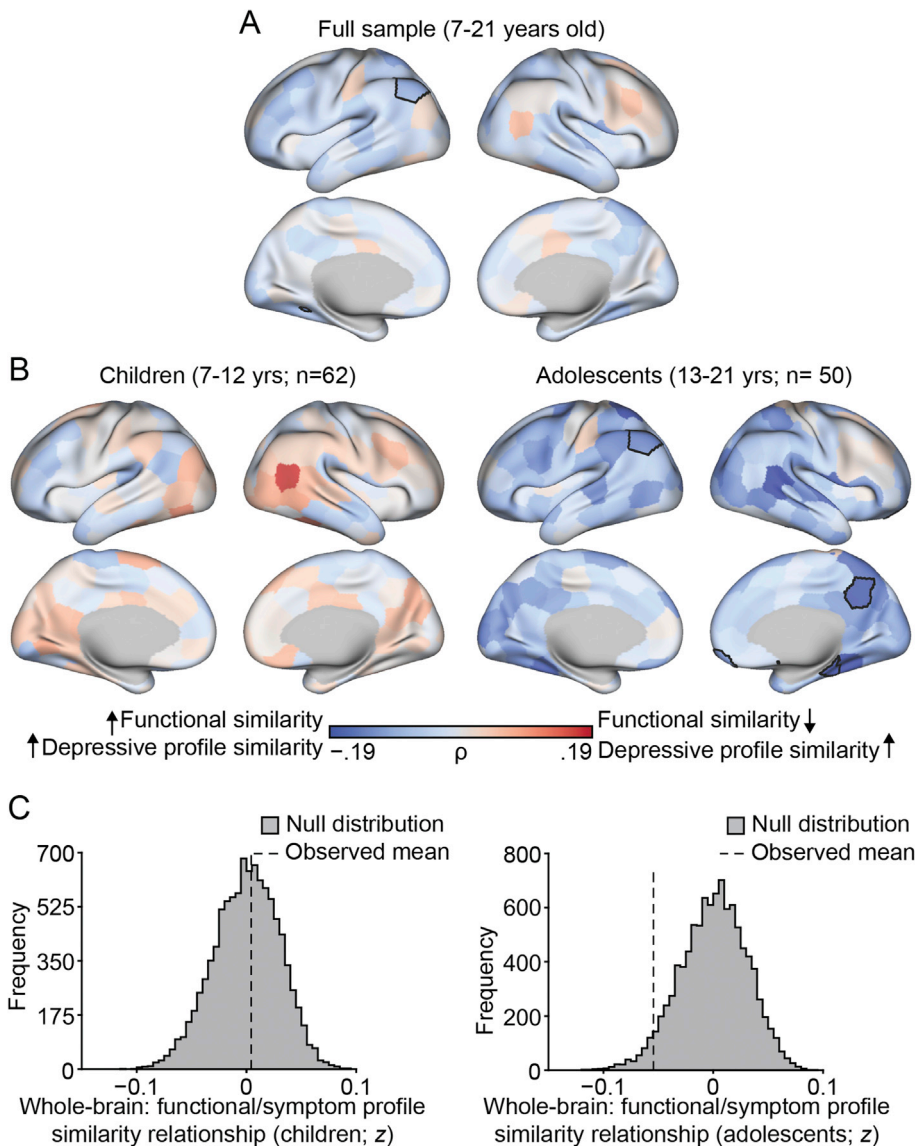 A
Full sample (7-21 years old)
B
Children (7-12 yrs; n=62)
Adolescents (13-21 yrs; n= 50)
↑Functional similarity
↑Depressive profile similarity
-.19
ρ
.19
Functional similarity↓
Depressive profile similarity↑
C
Null distribution
Observed mean
700
525
350
175
0
Frequency
−0.1
0
0.1
Whole-brain: functional/symptom profile
similarity relationship (children; z)
Null distribution
Observed mean
800
600
400
200
0
Frequency
−0.1
0
0.1
Whole-brain: functional/symptom profile
similarity relationship (adolescents; z)